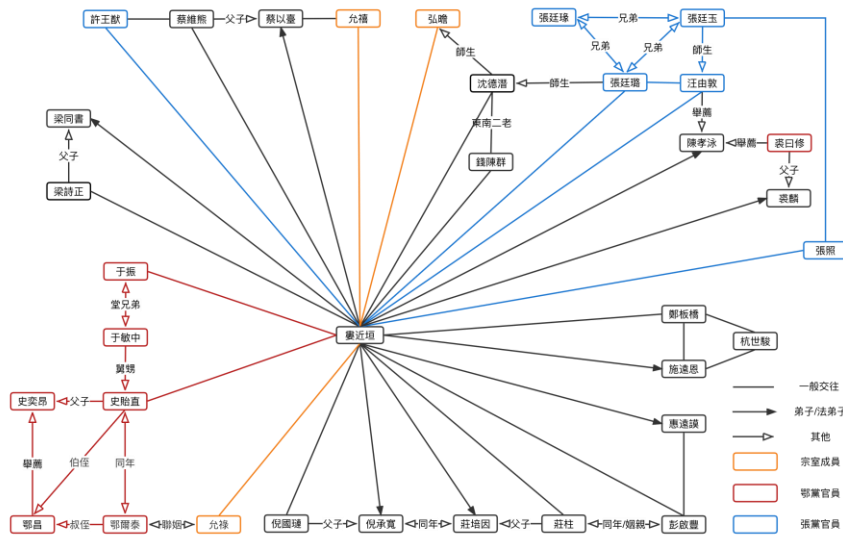 許王猷
蔡維熊
父子
蔡以臺
允禧
弘曕
張廷瑑
兄弟
張廷玉
師生
兄弟
兄弟
師生
沈德潛
師生
張廷璐
汪由敦
東南二老
舉薦
梁同書
錢陳群
陳孝泳
舉薦
裘曰修
父子
父子
梁詩正
裘麟
張照
于振
堂兄弟
于敏中
婁近垣
鄭板橋
杭世駿
舅甥
施遠恩
史奕昂
父子
史貽直
惠遠謨
舉薦
伯侄
同年
鄂昌
叔侄
鄂爾泰
聯姻
允祿
倪國璉
父子
倪承寬
同年
莊培因
父子
莊柱
同年/姻親
彭啟豐
一般交往
弟子/法弟子
其他
宗室成員
鄂黨官員
張黨官員